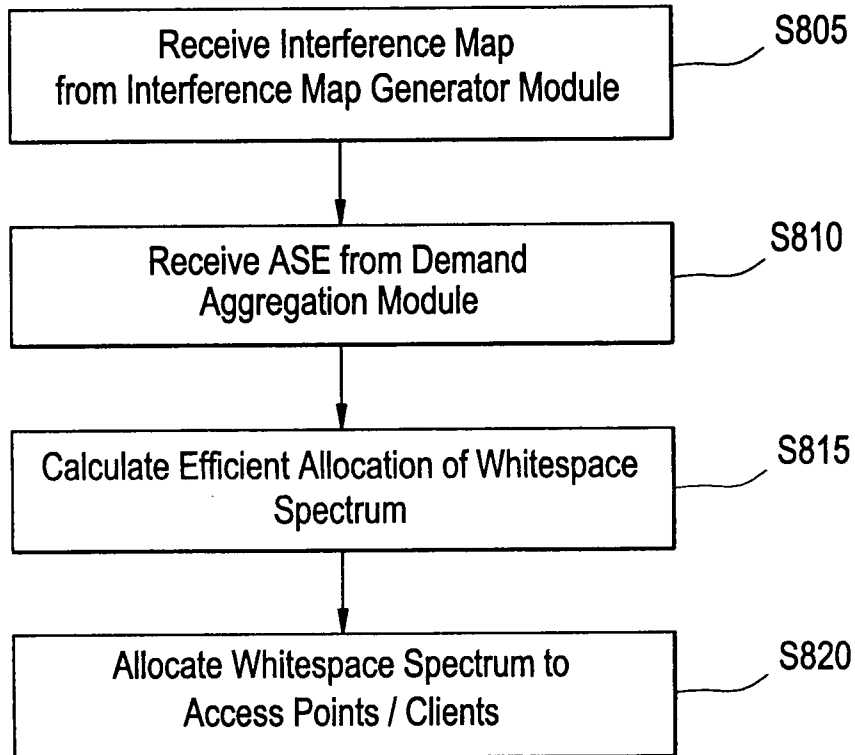 Receive Interference Map
from Interference Map Generator Module
S805
Receive ASE from Demand
Aggregation Module
S810
Calculate Efficient Allocation of Whitespace
Spectrum
S815
Allocate Whitespace Spectrum to
Access Points / Clients
S820